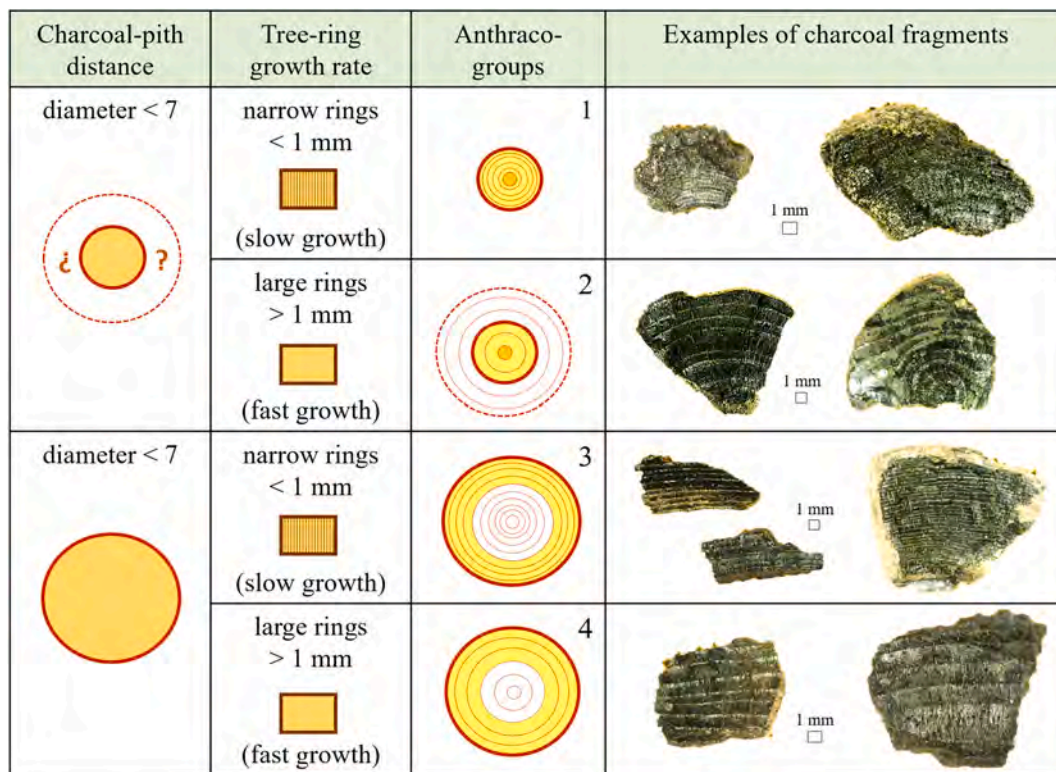 Charcoal-pith
distance
Tree-ring
growth rate
Anthraco-
groups
Examples of charcoal fragments
diameter < 7
¿ ?
narrow rings
< 1 mm
(slow growth)
1
1 mm
large rings
> 1 mm
(fast growth)
2
1 mm
diameter < 7
narrow rings
< 1 mm
(slow growth)
3
1 mm
large rings
> 1 mm
(fast growth)
4
1 mm